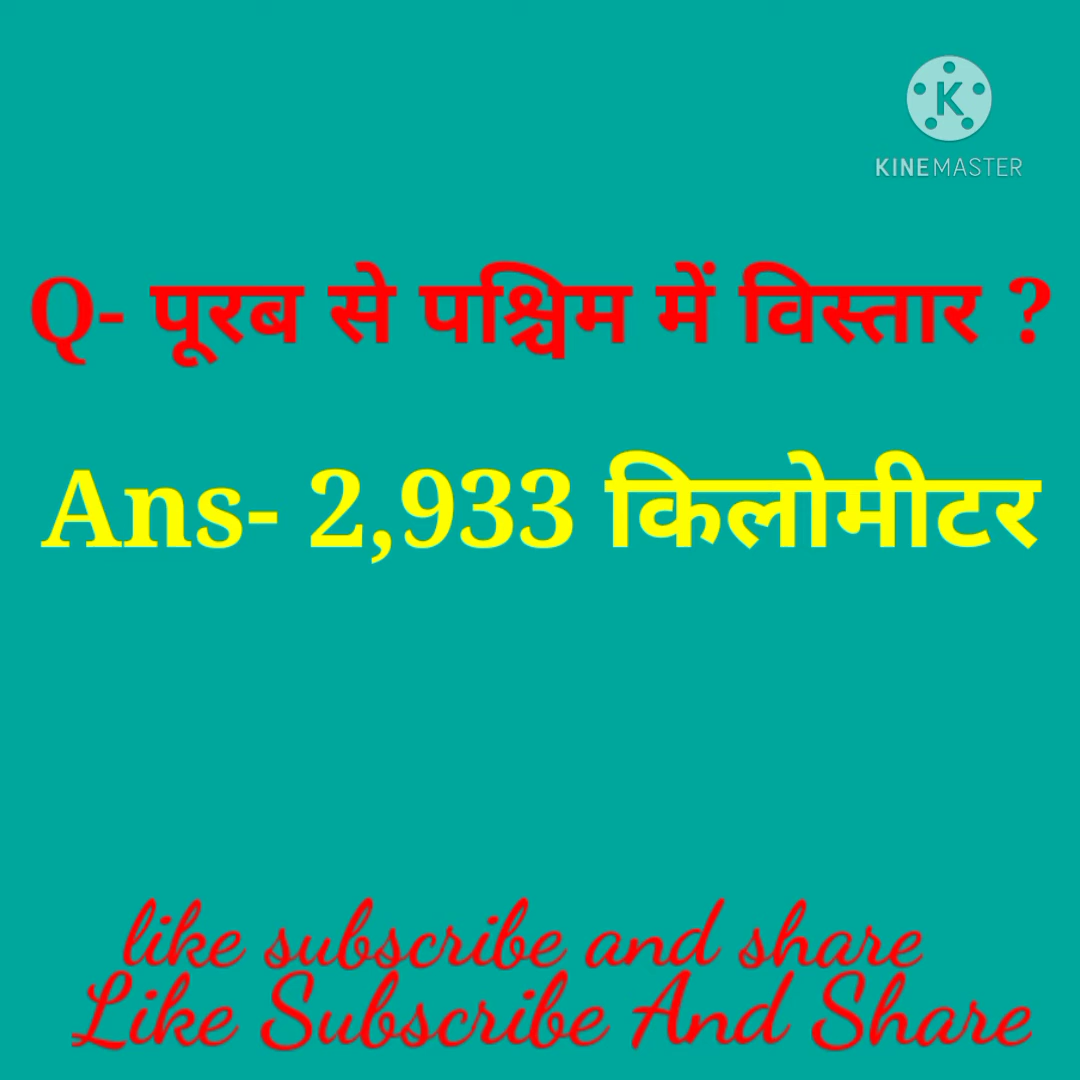 KINEMASTER
Q- पूरब से पश्चिम में विस्तार ?
Ans- 2,933 किलोमीटर
like subscribe and share
Like Subscribe And Share